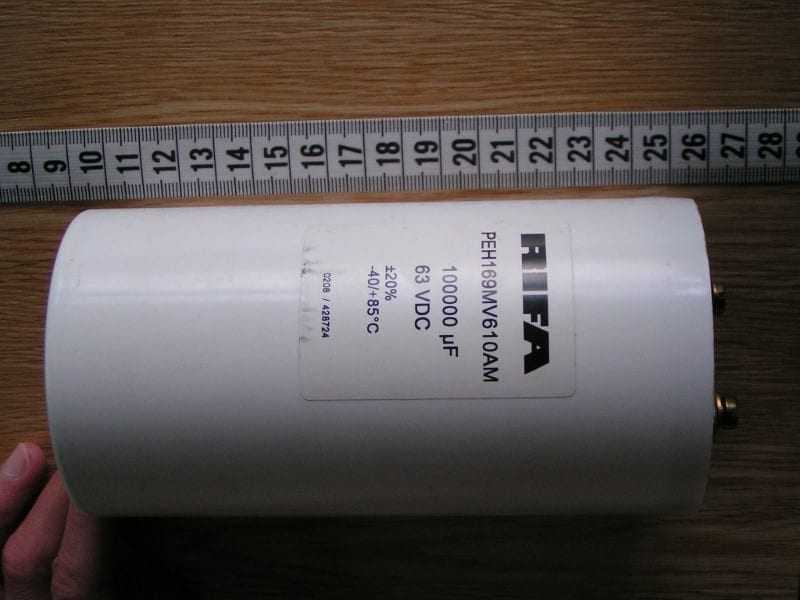 8 9 10 11 12 13 14 15 16 17 18 19 20 21 22 23 24 25 26 27 28
RIFA
PEH169MV610AM
100000 µF
63 VDC
±20%
-40/+85°C
0208 / 428724